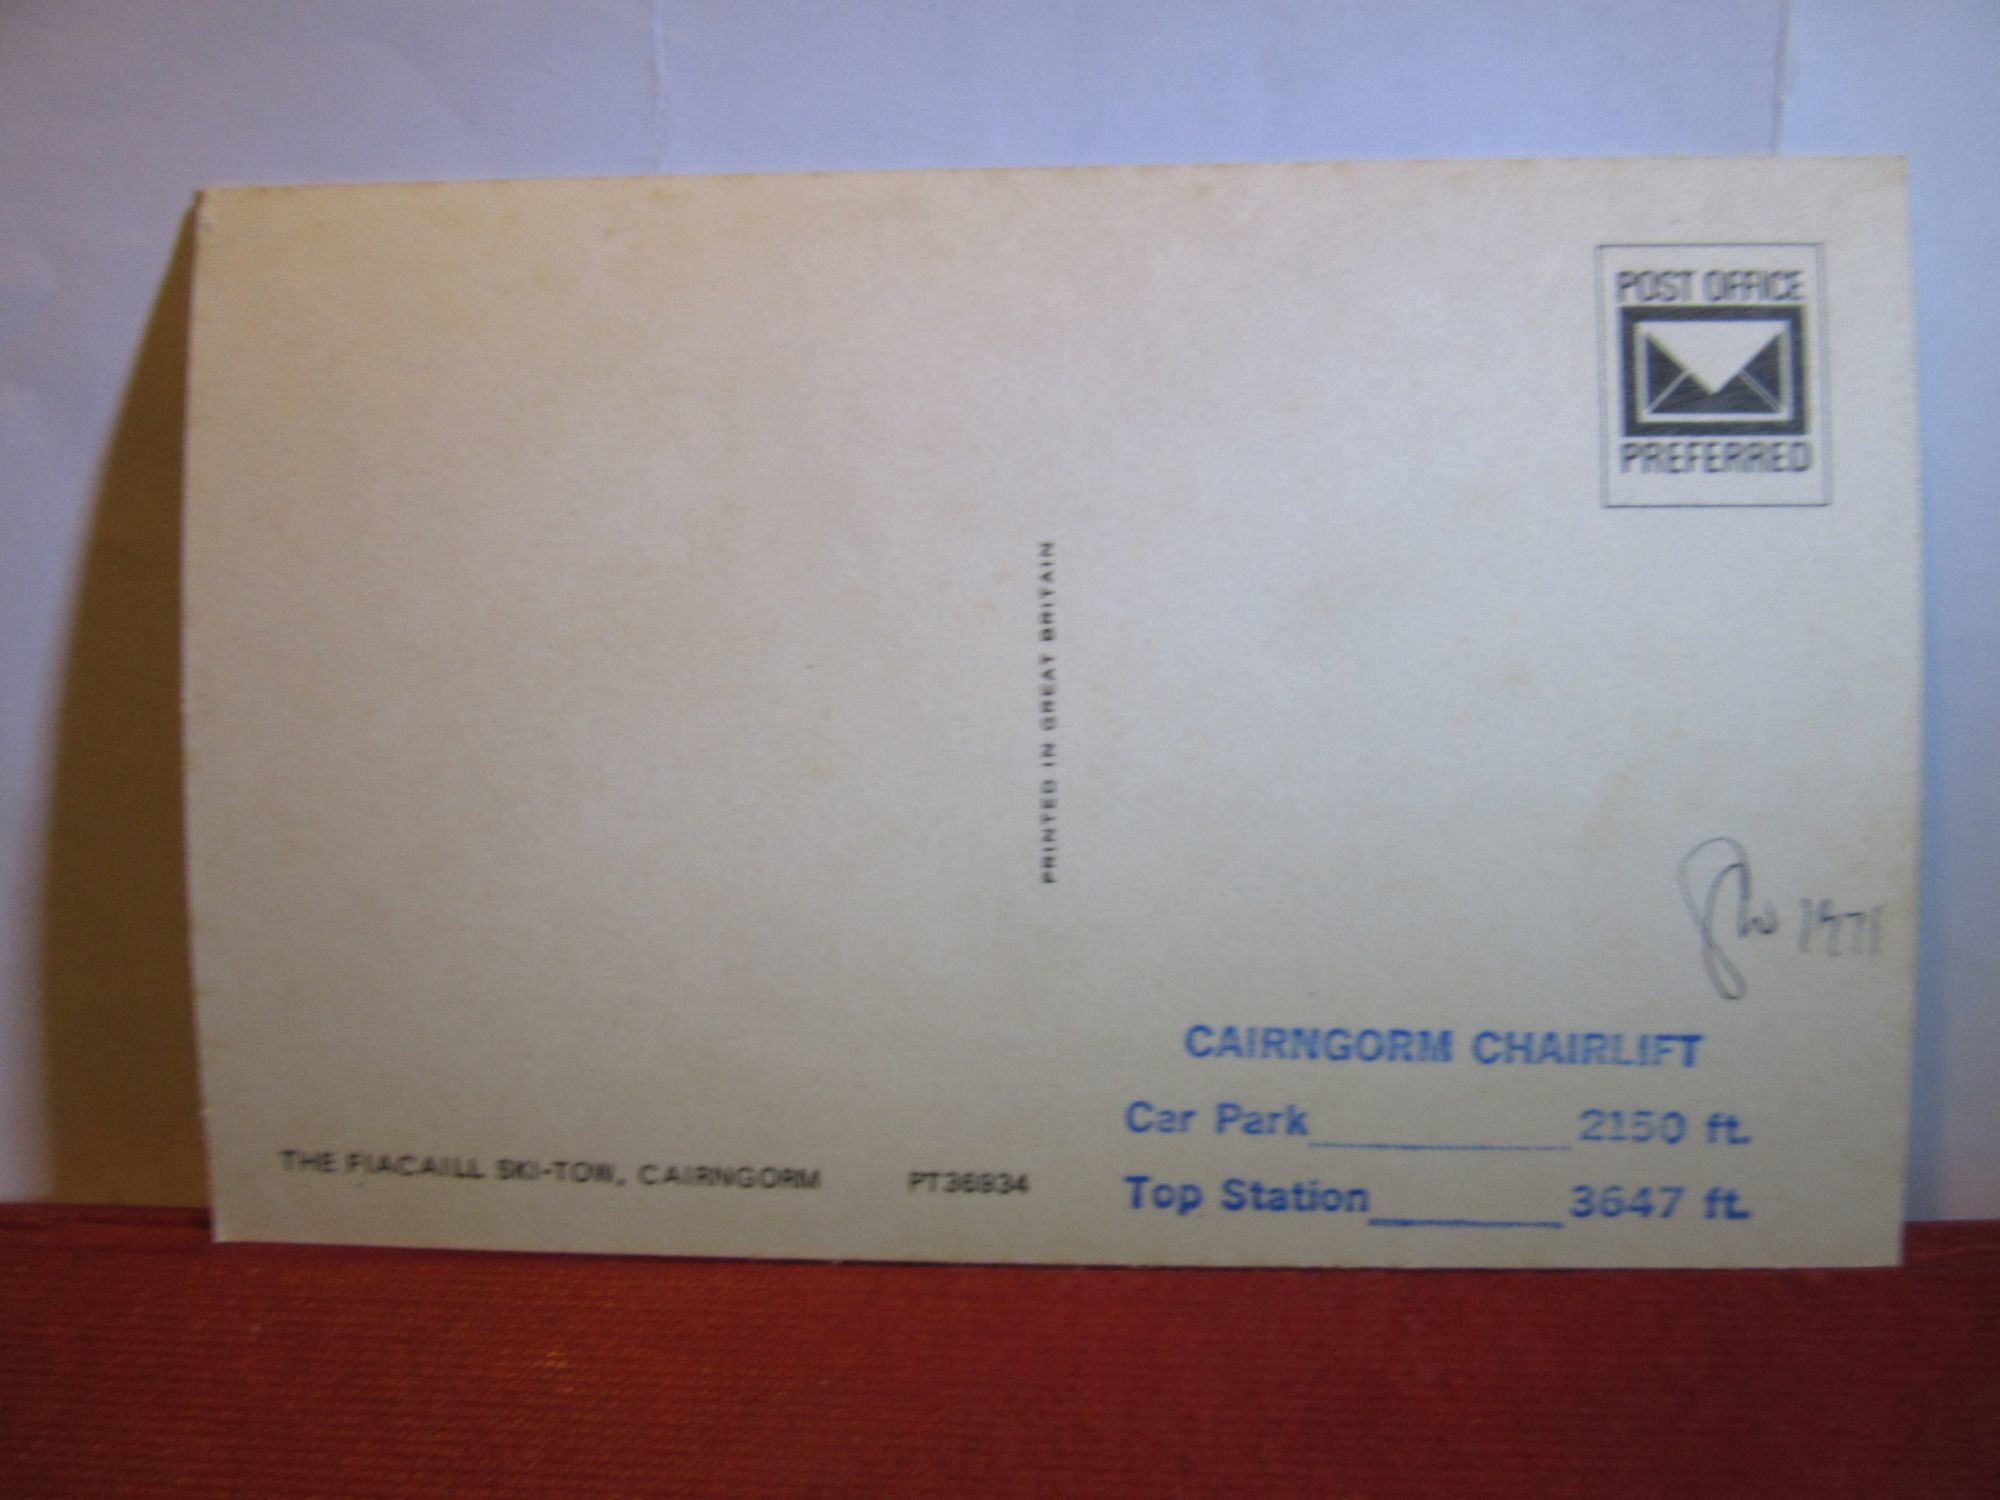 POST OFFICE
PREFERRED
PRINTED IN GREAT BRITAIN
1971
CAIRNGORM CHAIRLIFT
Car Park 2150 ft.
Top Station 3647 ft.
THE FIACAILL SKI-TOW, CAIRNGORM PT36934